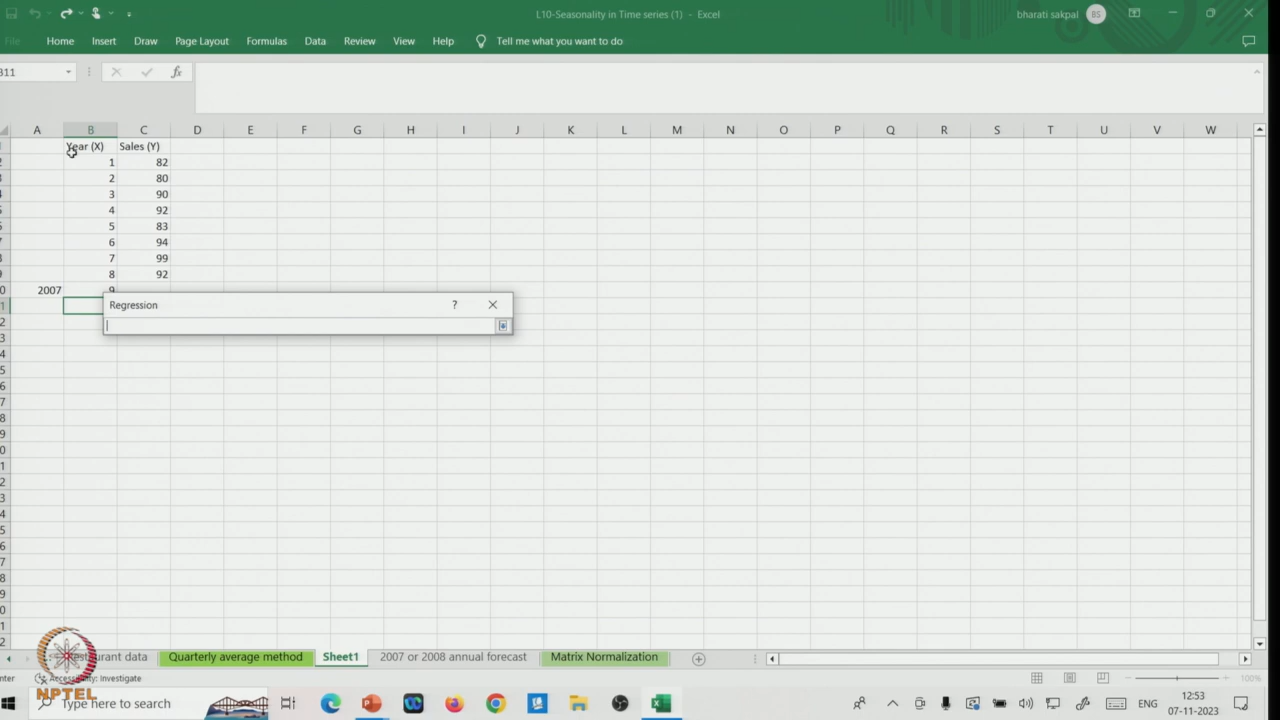 L10-Seasonality in Time series (1) - Excel
bharati sakpal
BS
File Home Insert Draw Page Layout Formulas Data Review View Help Tell me what you want to do
fx
A B C D E F G H I J K L M N O P Q R S T U V W
Year (X) Sales (Y)
1 82
2 80
3 90
4 92
5 83
6 94
7 99
8 92
2007 9
Regression ?
Quarterly average method Sheet1 2007 or 2008 annual forecast Matrix Normalization
Accessibility: Investigate
100%
NPTEL
Type here to search
ENG
12:53
07-11-2023